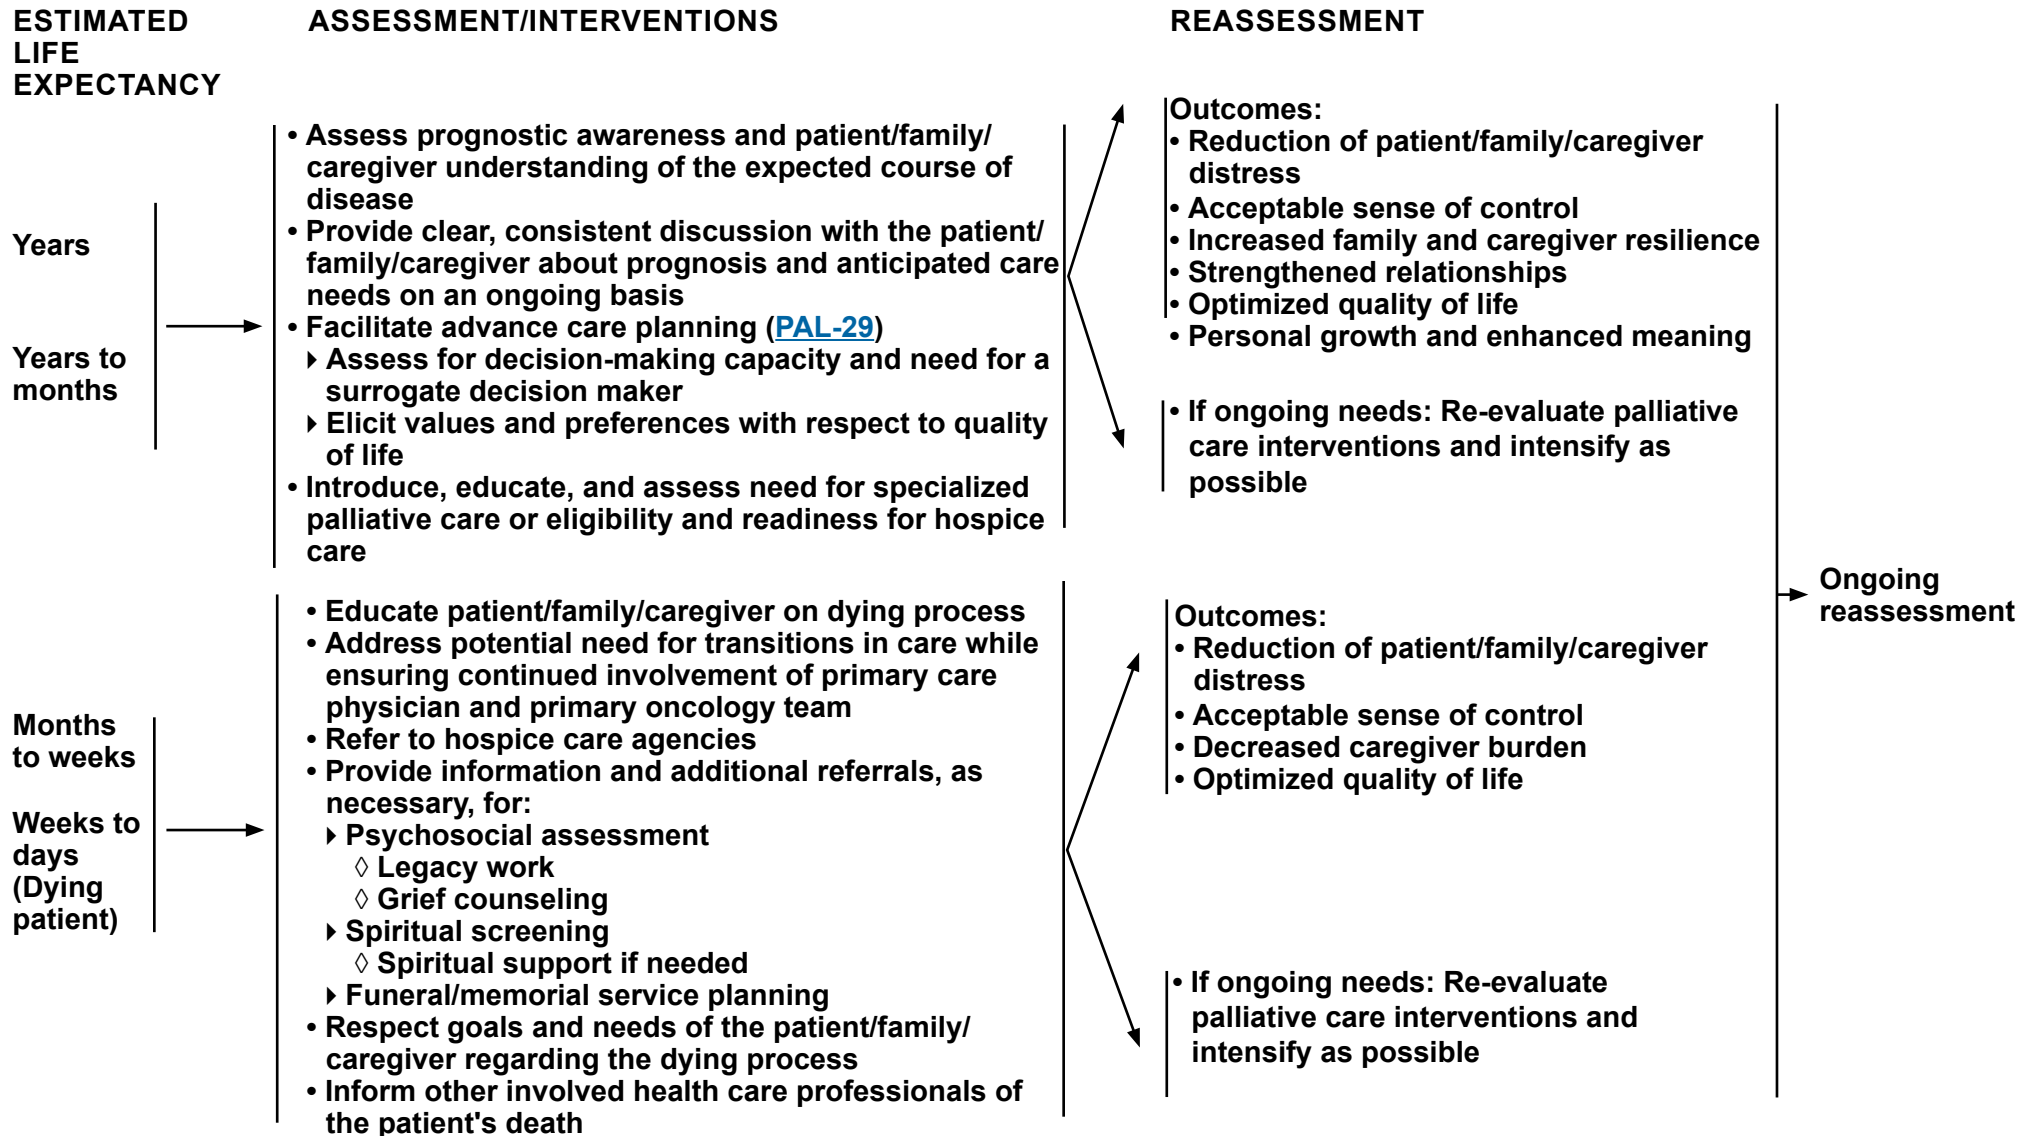 ESTIMATED
LIFE
EXPECTANCY
ASSESSMENT/INTERVENTIONS
REASSESSMENT
Years
Years to
months
• Assess prognostic awareness and patient/family/
caregiver understanding of the expected course of
disease
• Provide clear, consistent discussion with the patient/
family/caregiver about prognosis and anticipated care
needs on an ongoing basis
• Facilitate advance care planning (PAL-29)
Assess for decision-making capacity and need for a
surrogate decision maker
Elicit values and preferences with respect to quality
of life
• Introduce, educate, and assess need for specialized
palliative care or eligibility and readiness for hospice
care
Outcomes:
• Reduction of patient/family/caregiver
distress
• Acceptable sense of control
• Increased family and caregiver resilience
• Strengthened relationships
• Optimized quality of life
• Personal growth and enhanced meaning
• If ongoing needs: Re-evaluate palliative
care interventions and intensify as
possible
Months
to weeks
Weeks to
days
(Dying
patient)
• Educate patient/family/caregiver on dying process
• Address potential need for transitions in care while
ensuring continued involvement of primary care
physician and primary oncology team
• Refer to hospice care agencies
• Provide information and additional referrals, as
necessary, for:
Psychosocial assessment
◊ Legacy work
◊ Grief counseling
Spiritual screening
◊ Spiritual support if needed
Funeral/memorial service planning
• Respect goals and needs of the patient/family/
caregiver regarding the dying process
• Inform other involved health care professionals of
the patient's death
Outcomes:
• Reduction of patient/family/caregiver
distress
• Acceptable sense of control
• Decreased caregiver burden
• Optimized quality of life
• If ongoing needs: Re-evaluate
palliative care interventions and
intensify as possible
Ongoing
reassessment